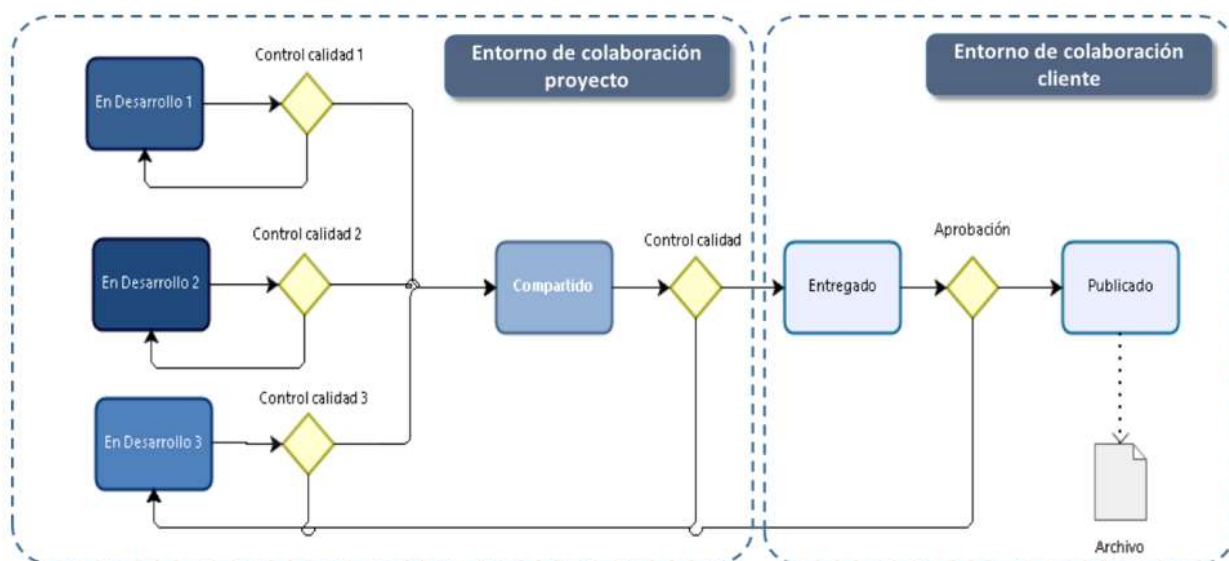 Entorno de colaboración
proyecto
Entorno de colaboración
cliente
Control calidad 1
En Desarrollo 1
Control calidad 2
En Desarrollo 2
Compartido
Control calidad
Entregado
Aprobación
Publicado
Control calidad 3
En Desarrollo 3
Archivo